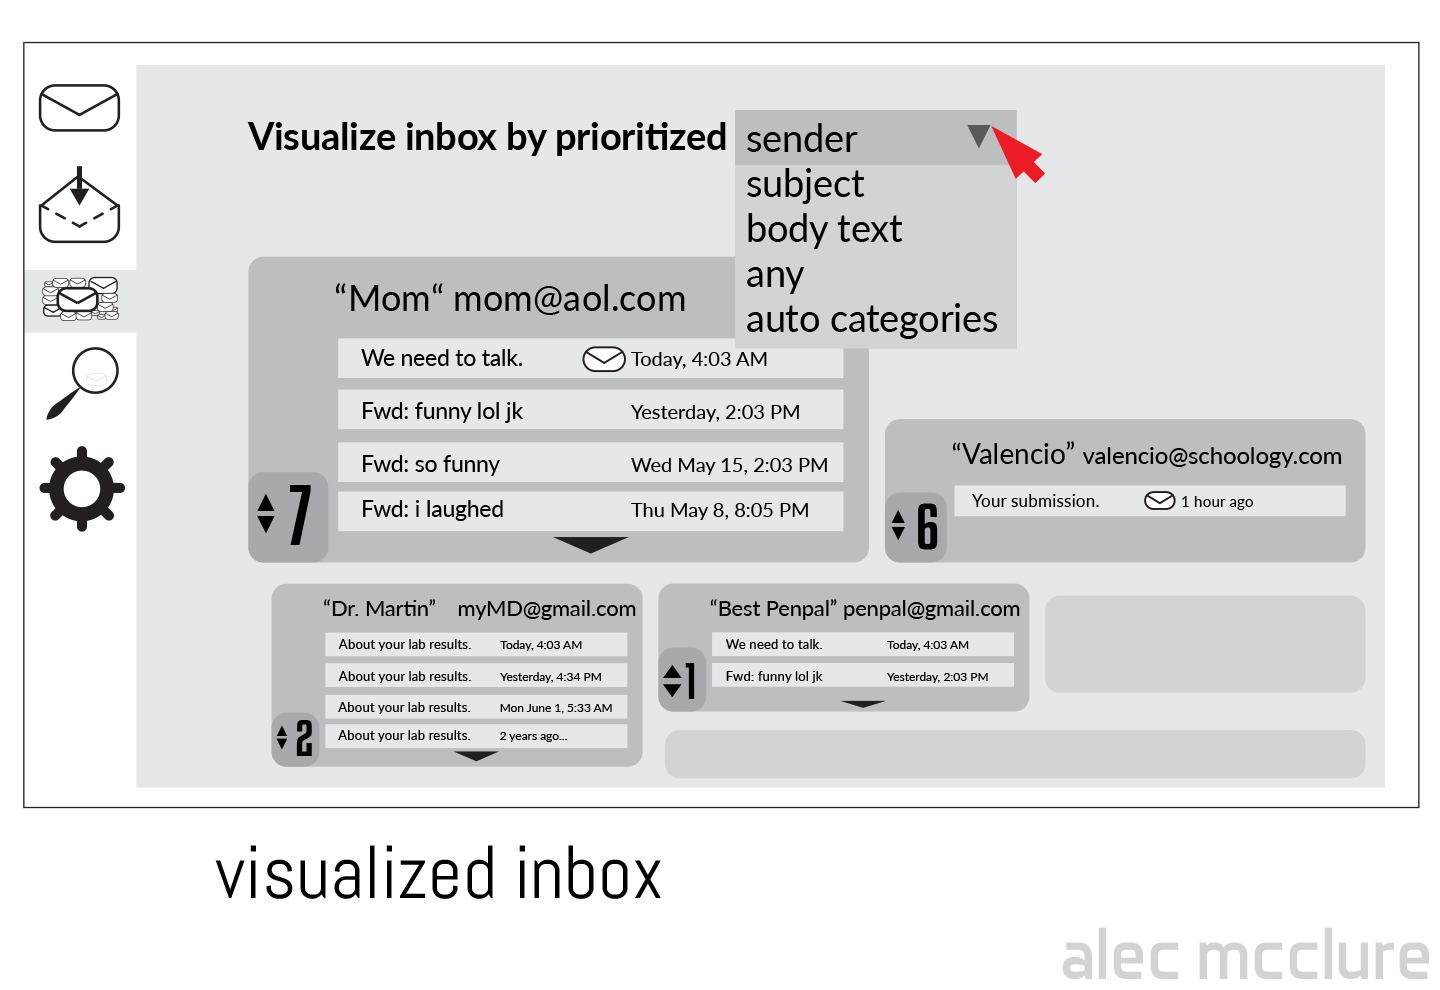 Visualize inbox by prioritized sender
subject
body text
any
auto categories
“Mom“ mom@aol.com
We need to talk. Today, 4:03 AM
Fwd: funny lol jk Yesterday, 2:03 PM
Fwd: so funny Wed May 15, 2:03 PM
Fwd: i laughed Thu May 8, 8:05 PM
7
“Valencio” valencio@schoology.com
Your submission. 1 hour ago
6
“Dr. Martin” myMD@gmail.com
About your lab results. Today, 4:03 AM
About your lab results. Yesterday, 4:34 PM
About your lab results. Mon June 1, 5:33 AM
About your lab results. 2 years ago...
2
“Best Penpal” penpal@gmail.com
We need to talk. Today, 4:03 AM
Fwd: funny lol jk Yesterday, 2:03 PM
1
visualized inbox
alec mcclure